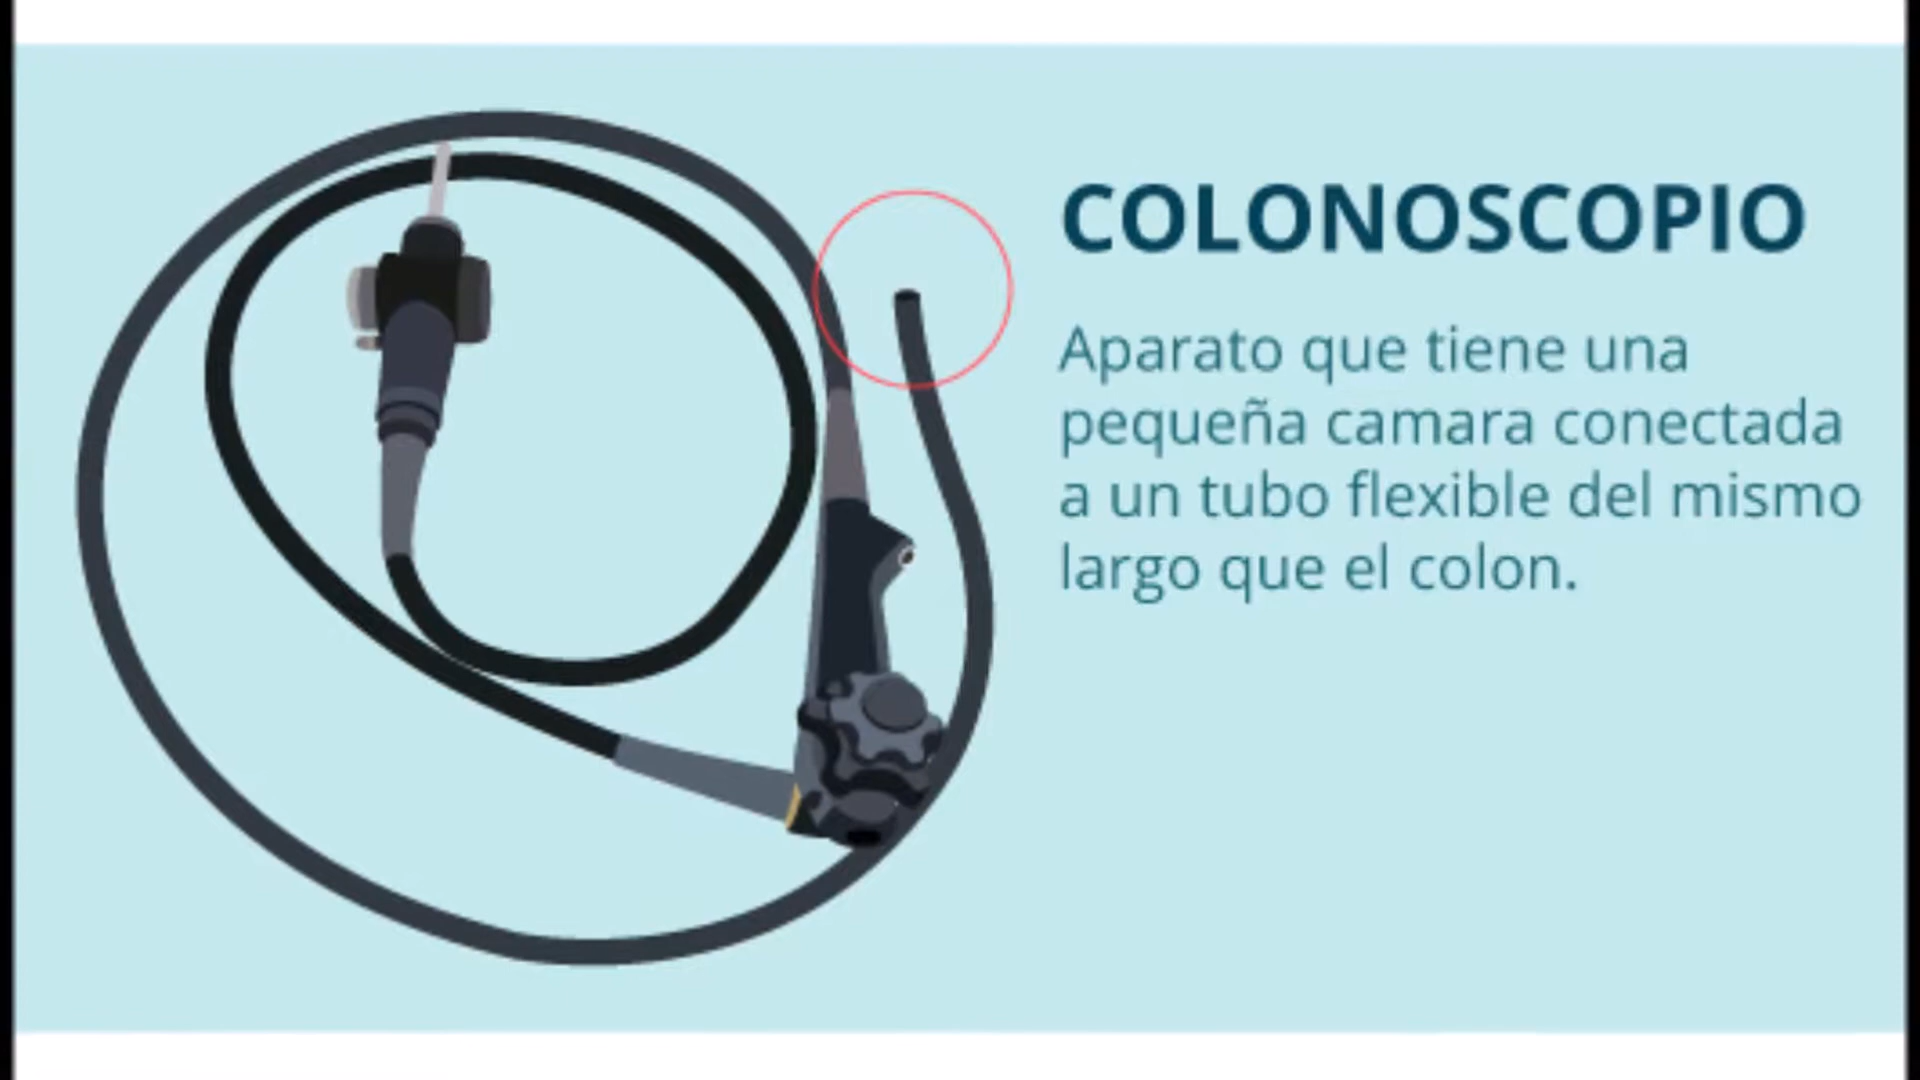 COLONOSCOPIO
Aparato que tiene una
pequeña camara conectada
a un tubo flexible del mismo
largo que el colon.